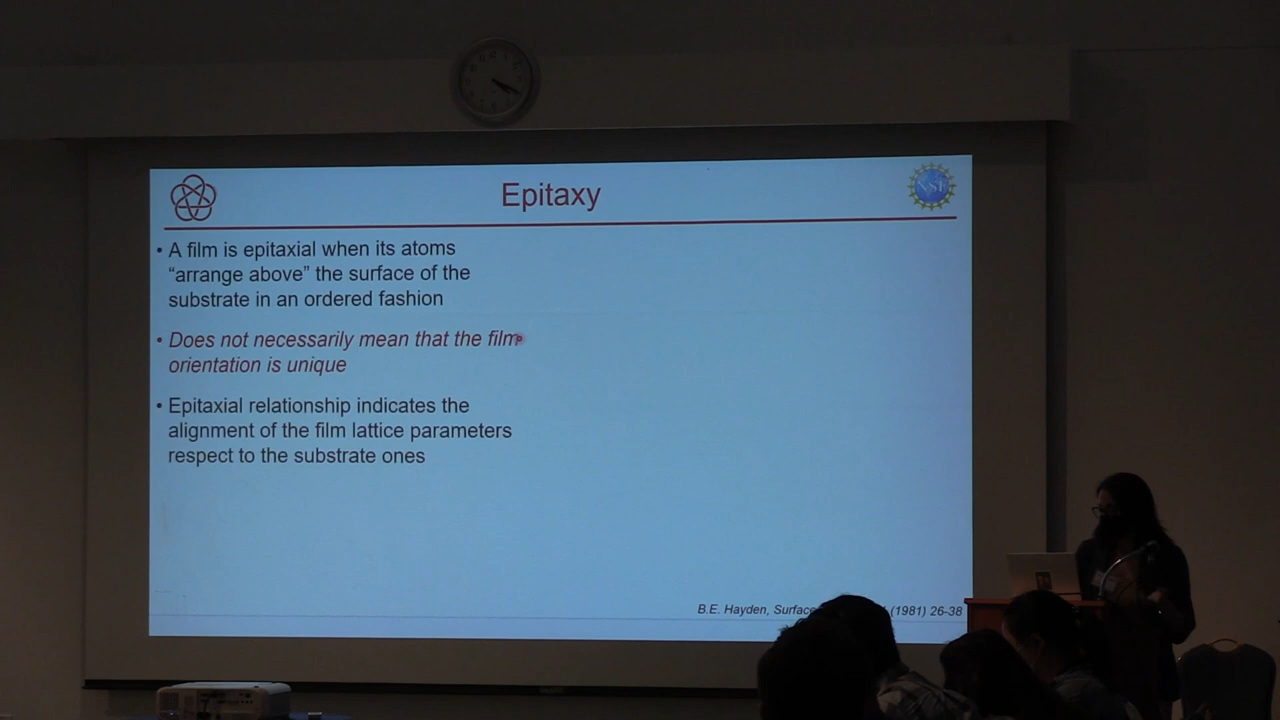 Epitaxy
NSF
• A film is epitaxial when its atoms
“arrange above” the surface of the
substrate in an ordered fashion
• Does not necessarily mean that the film
orientation is unique
• Epitaxial relationship indicates the
alignment of the film lattice parameters
respect to the substrate ones
B.E. Hayden, Surface (1981) 26-38